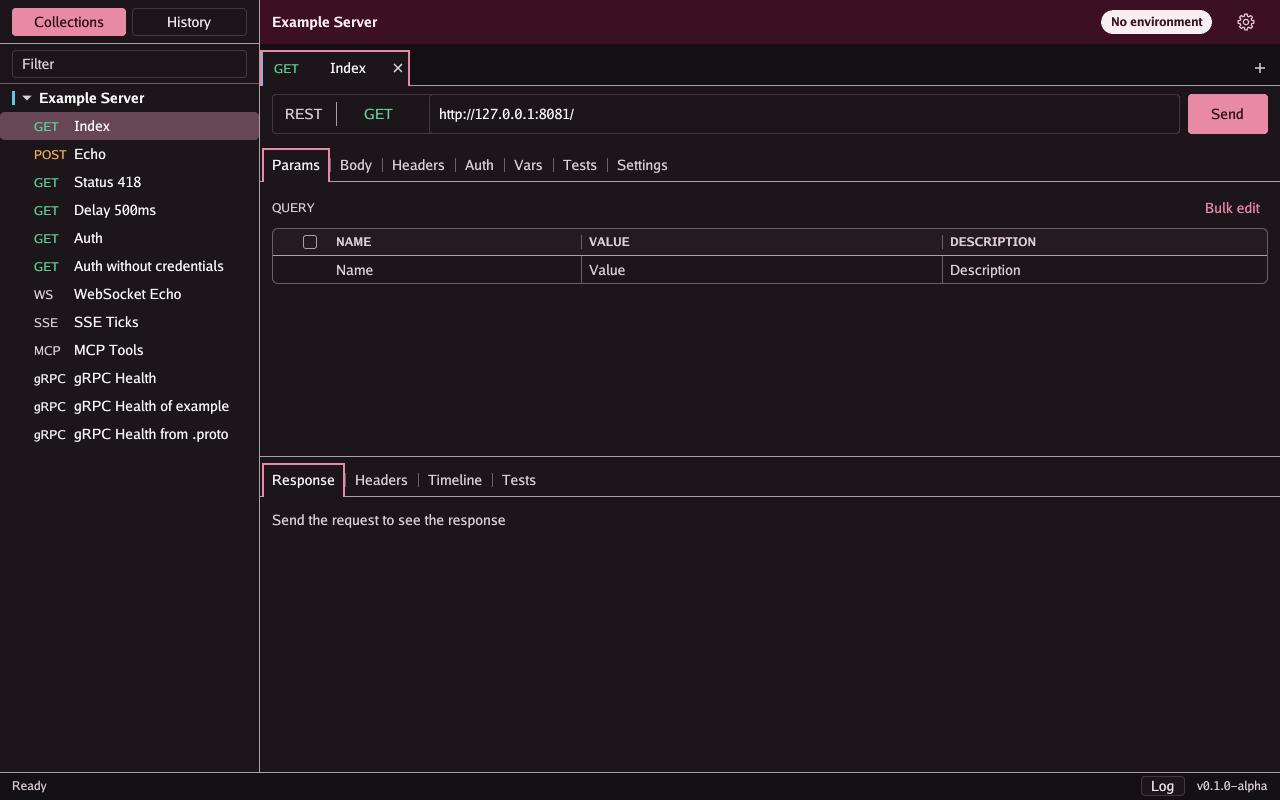 Collections
History
Example Server
No environment
Filter
GET Index
Example Server
GET Index
POST Echo
GET Status 418
GET Delay 500ms
GET Auth
GET Auth without credentials
WS WebSocket Echo
SSE SSE Ticks
MCP MCP Tools
gRPC gRPC Health
gRPC gRPC Health of example
gRPC gRPC Health from .proto
REST GET http://127.0.0.1:8081/ Send
Params Body Headers Auth Vars Tests Settings
QUERY Bulk edit
NAME VALUE DESCRIPTION
Name Value Description
Response Headers Timeline Tests
Send the request to see the response
Ready
Log v0.1.0-alpha